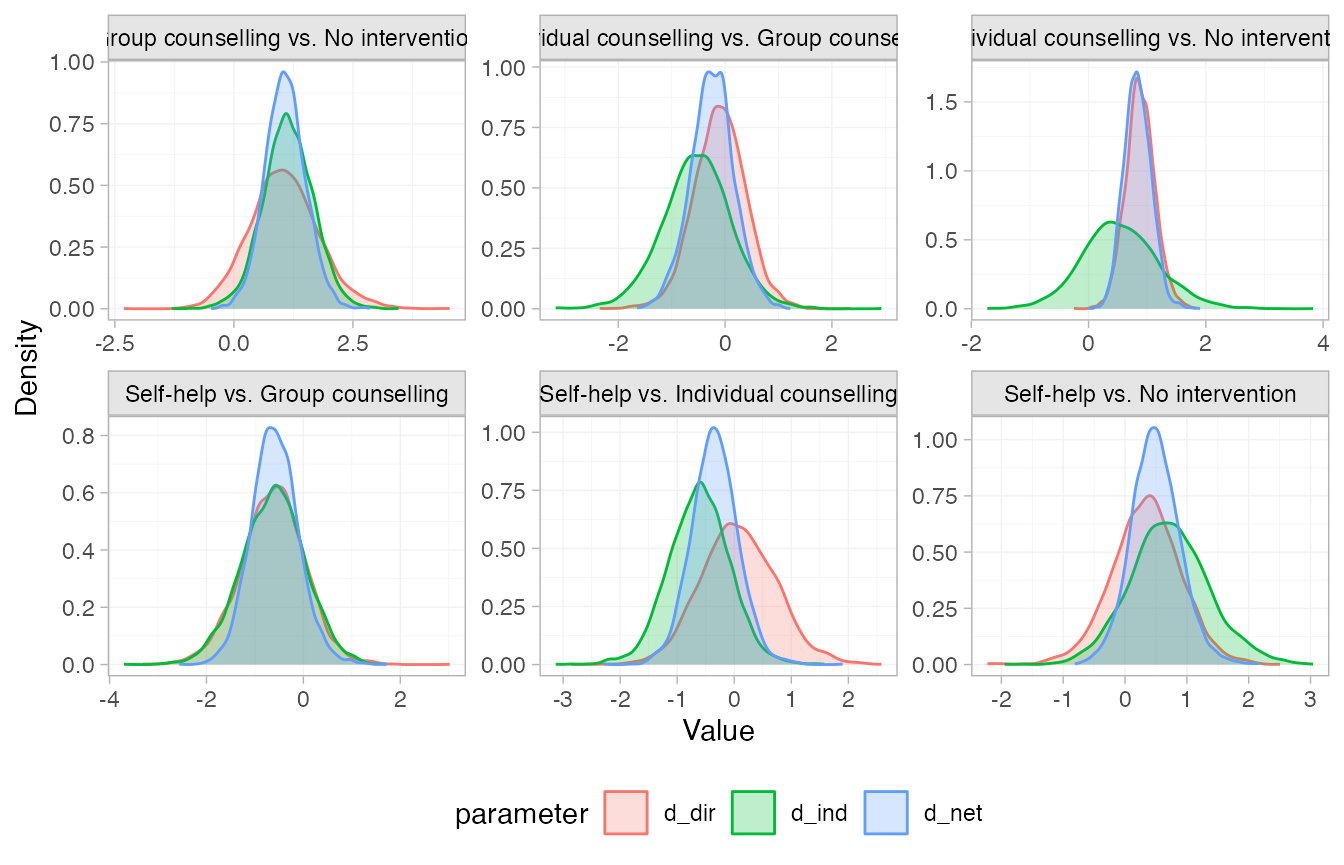 Group counselling vs. No intervention
vidual counselling vs. Group counse
ividual counselling vs. No intervent
1.00
0.75
0.50
0.25
0.00
-2.5 0.0 2.5
1.00
0.75
0.50
0.25
0.00
-2 0 2
1.5
1.0
0.5
0.0
-2 0 2 4
Density
Self-help vs. Group counselling
Self-help vs. Individual counselling
Self-help vs. No intervention
0.8
0.6
0.4
0.2
0.0
-4 -2 0 2
1.00
0.75
0.50
0.25
0.00
-3 -2 -1 0 1 2
1.00
0.75
0.50
0.25
0.00
-2 -1 0 1 2 3
Value
parameter d_dir d_ind d_net